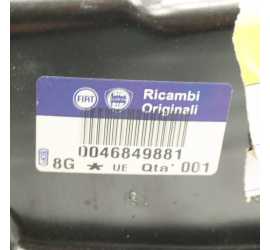 FIAT
Ricambi
Originali
0046849881
8G * UE Qta' 001